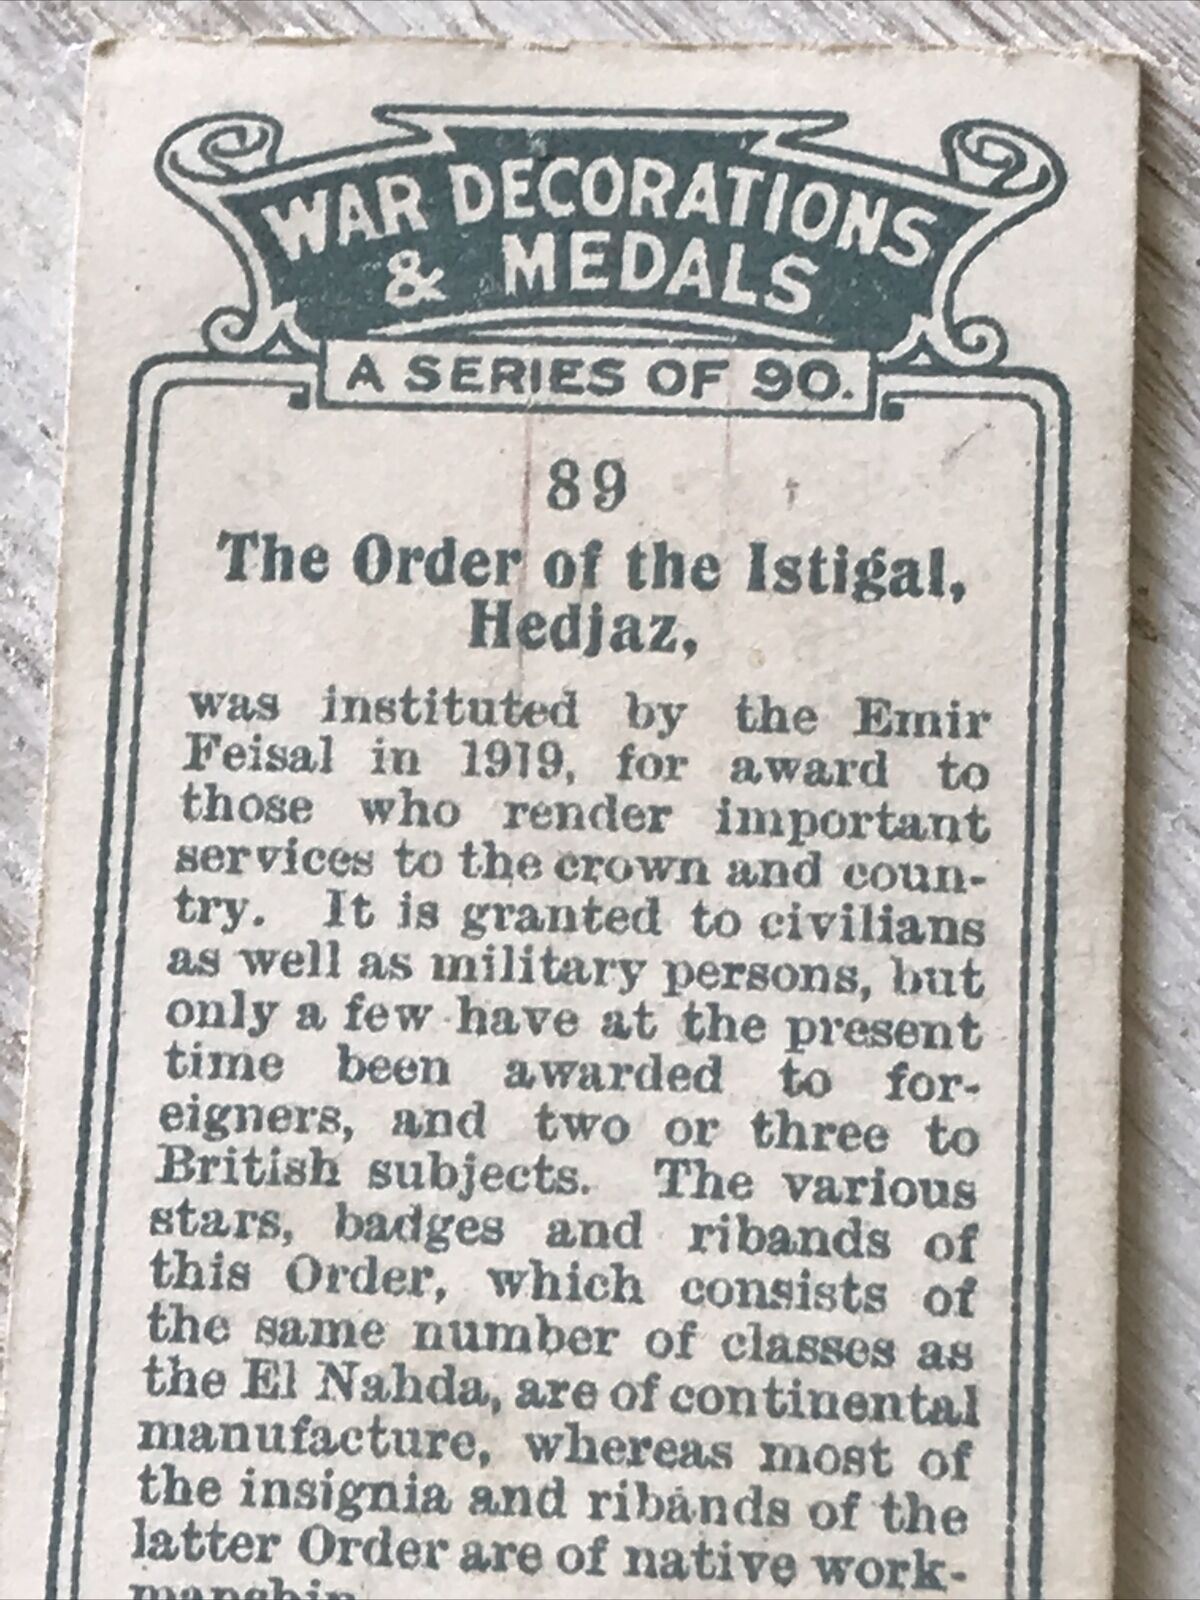 WAR DECORATIONS
& MEDALS
A SERIES OF 90.
89
The Order of the Istigal,
Hedjaz,
was instituted by the Emir
Feisal in 1919, for award to
those who render important
services to the crown and coun-
try. It is granted to civilians
as well as military persons, but
only a few have at the present
time been awarded to for-
eigners, and two or three to
British subjects. The various
stars, badges and ribands of
this Order, which consists of
the same number of classes as
the El Nahda, are of continental
manufacture, whereas most of
the insignia and ribands of the
latter Order are of native work-
manship.